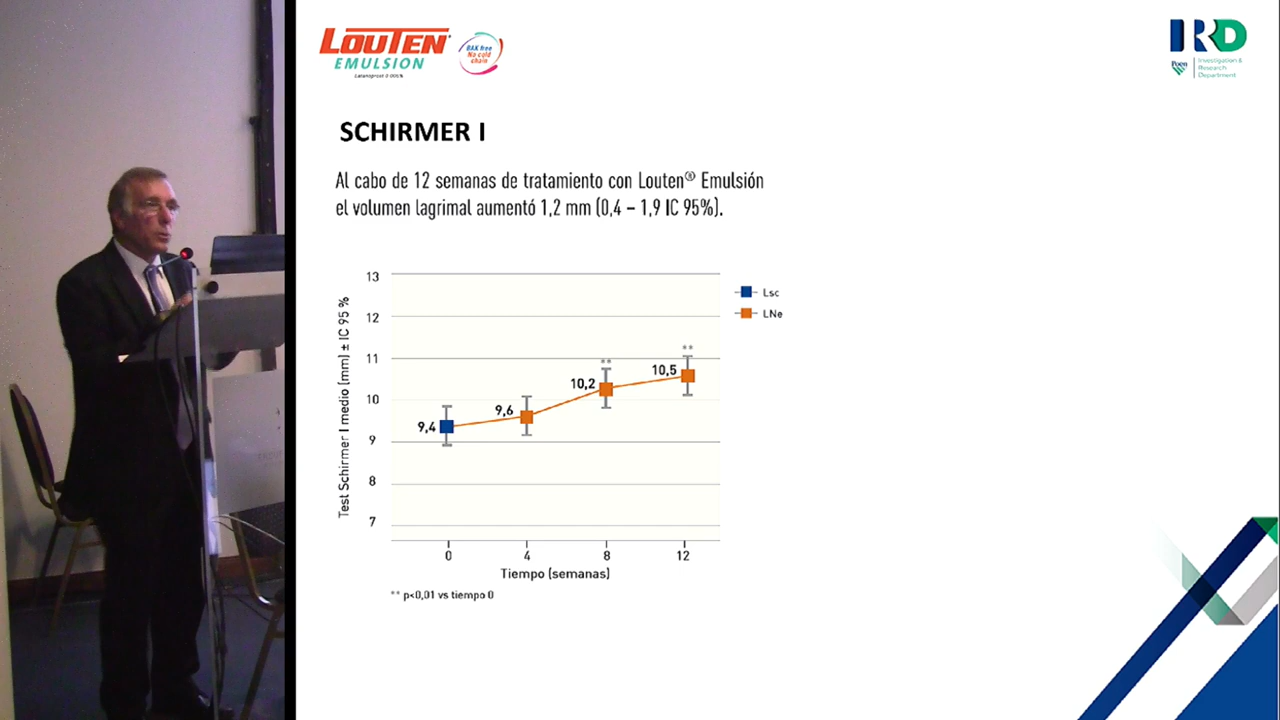 LOUTEN
EMULSION
Latanoprost 0.005%
BAK free
No cold
chain
IRD
Poen
Investigation &
Research
Department
SCHIRMER I
Al cabo de 12 semanas de tratamiento con Louten® Emulsión
el volumen lagrimal aumentó 1,2 mm (0,4 – 1,9 IC 95%).
Test Schirmer I medio (mm) ± IC 95 %
13
12
11
10
9
8
7
9,4
9,6
10,2
**
10,5
**
Lsc
LNe
0
4
8
12
Tiempo (semanas)
** p<0,01 vs tiempo 0